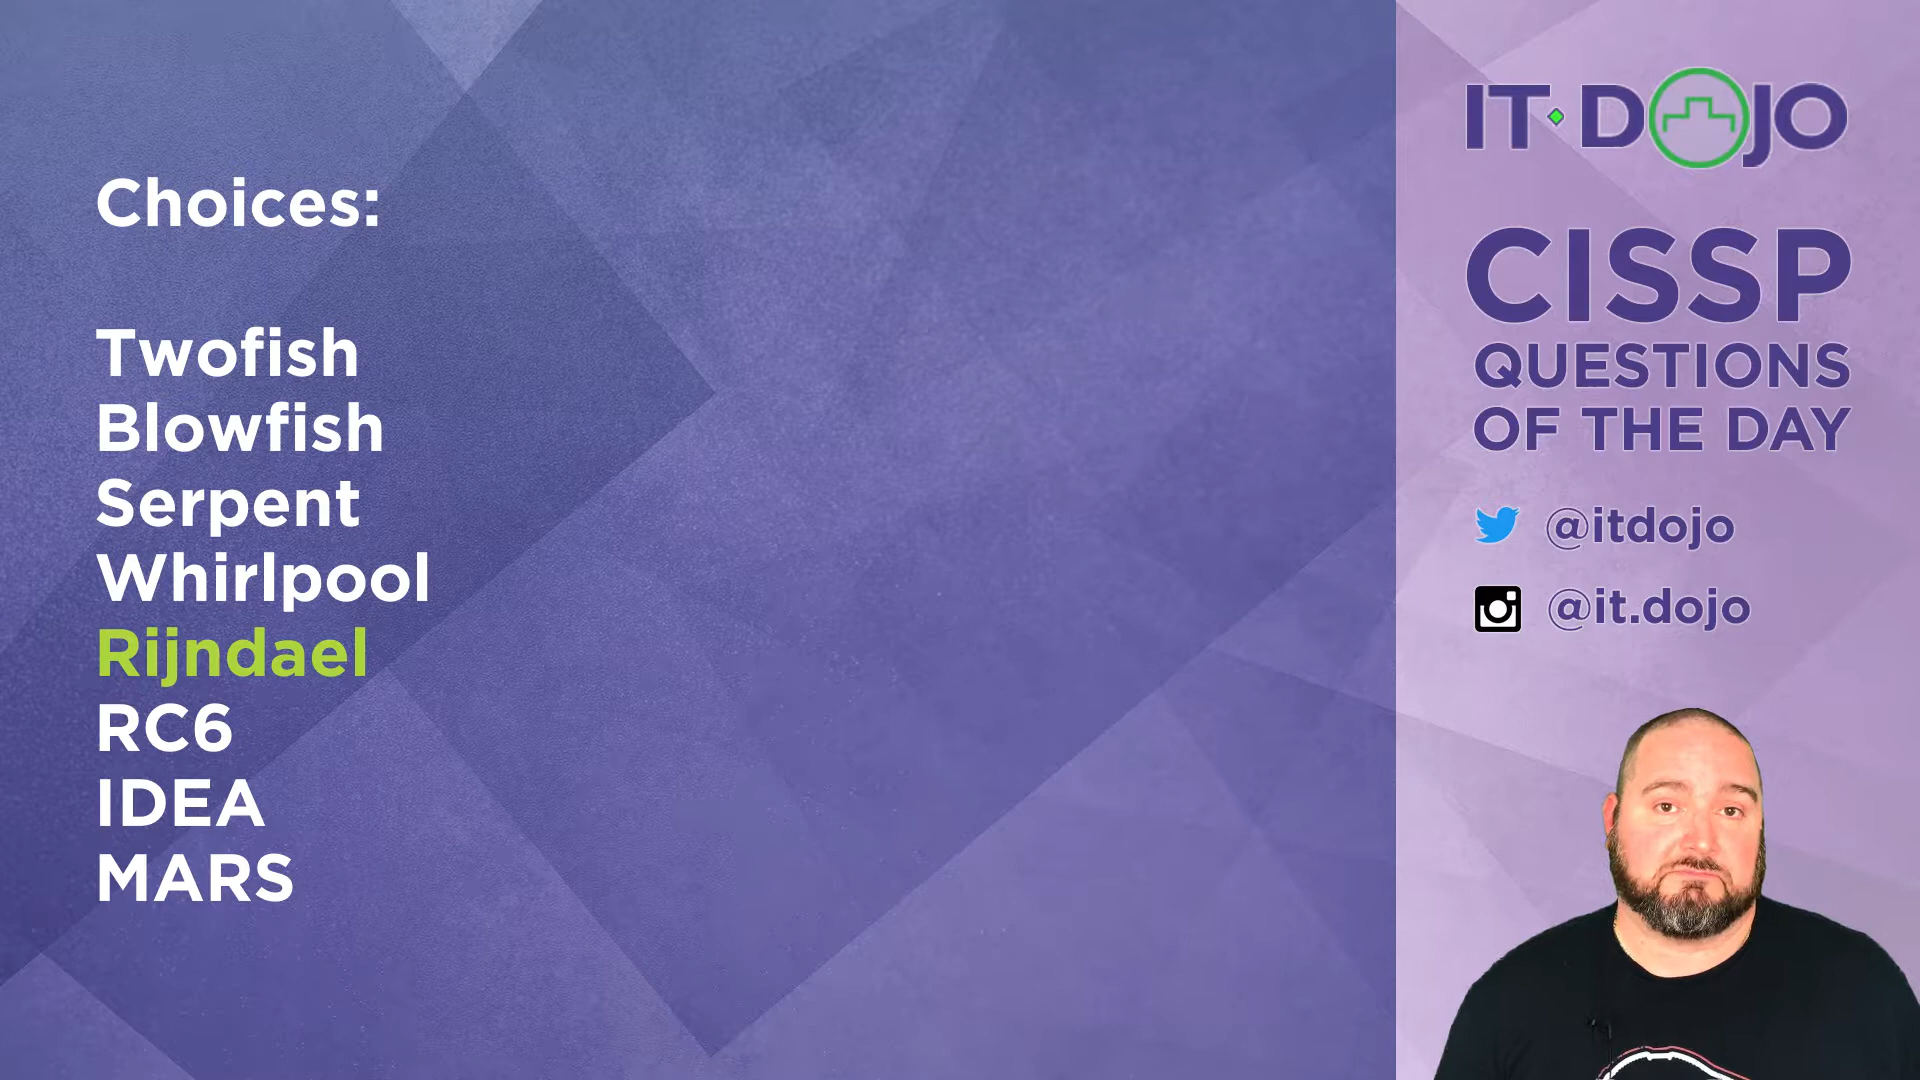 Choices:
Twofish
Blowfish
Serpent
Whirlpool
Rijndael
RC6
IDEA
MARS
IT DOJO
CISSP
QUESTIONS
OF THE DAY
@itdojo
@it.dojo